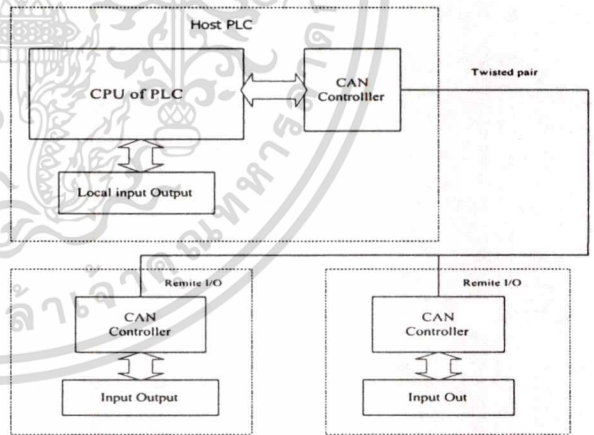 Host PLC
CPU of PLC
CAN
Controlller
Twisted pair
Local input Output
Remite I/O
CAN
Controller
Input Output
Remite I/O
CAN
Controller
Input Out